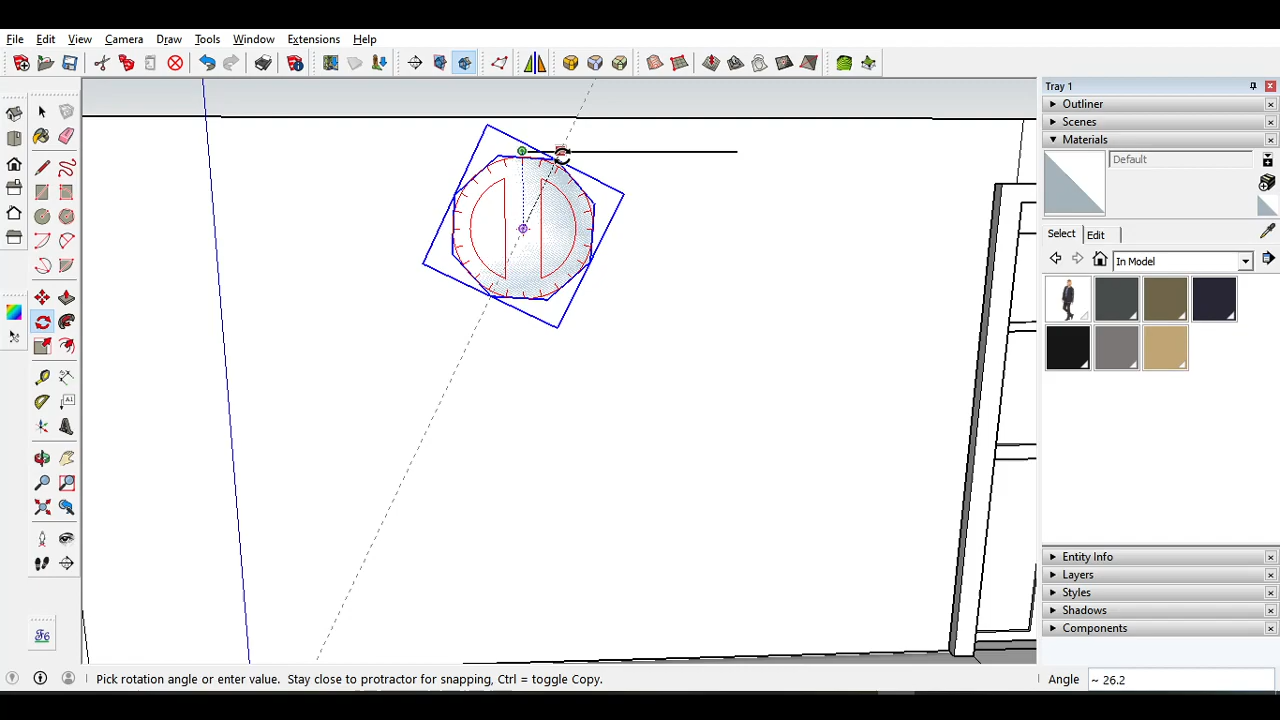 File Edit View Camera Draw Tools Window Extensions Help
Tray 1
Outliner
Scenes
Materials
Default
Select Edit
In Model
Entity Info
Layers
Styles
Shadows
Components
A1
Pick rotation angle or enter value. Stay close to protractor for snapping, Ctrl = toggle Copy.
Angle ~ 26.2